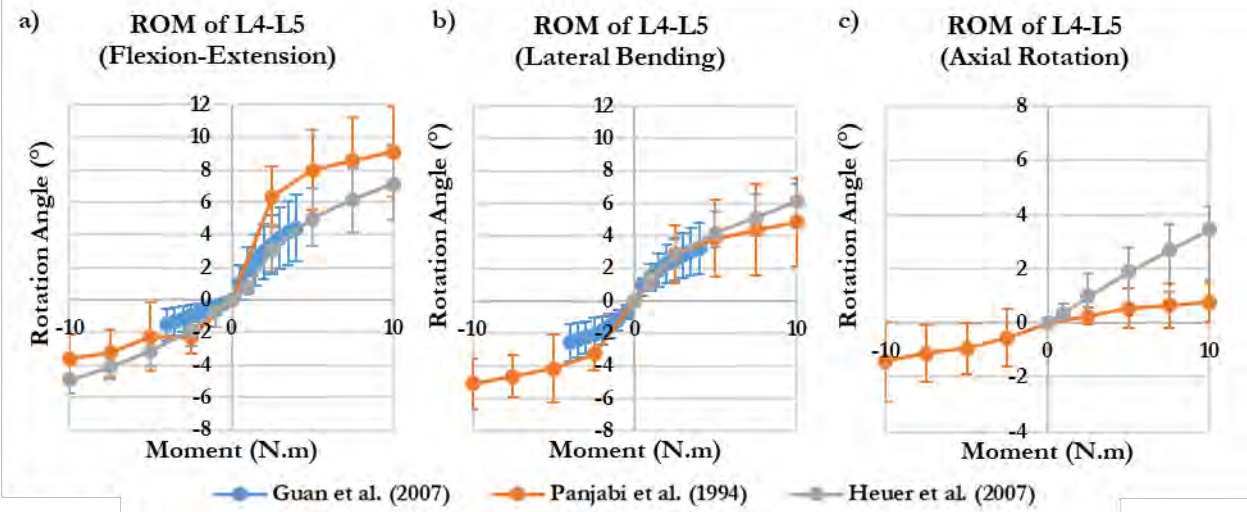 a)
ROM of L4-L5
(Flexion-Extension)
Rotation Angle (°)
12
10
8
6
4
2
0
-2
-4
-6
-8
-10
0
10
Moment (N.m)
b)
ROM of L4-L5
(Lateral Bending)
Rotation Angle (°)
12
10
8
6
4
2
0
-2
-4
-6
-8
-10
0
10
Moment (N.m)
c)
ROM of L4-L5
(Axial Rotation)
Rotation Angle (°)
8
6
4
2
0
-2
-4
-10
0
10
Moment (N.m)
Guan et al. (2007)
Panjabi et al. (1994)
Heuer et al. (2007)